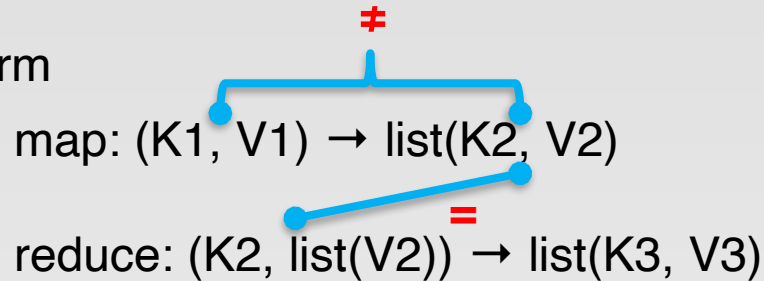 ≠
rm
map: (K1, V1) → list(K2, V2)
=
reduce: (K2, list(V2)) → list(K3, V3)